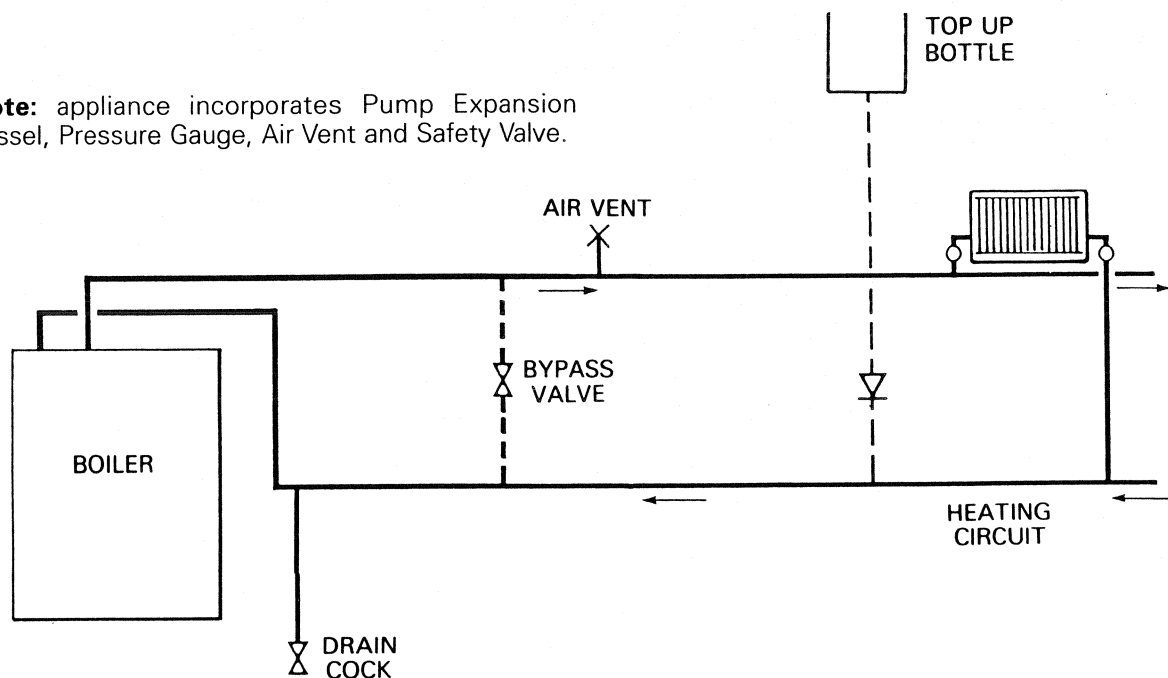 TOP UP
BOTTLE
ote: appliance incorporates Pump Expansion
ssel, Pressure Gauge, Air Vent and Safety Valve.
AIR VENT
BYPASS
VALVE
BOILER
HEATING
CIRCUIT
DRAIN
COCK